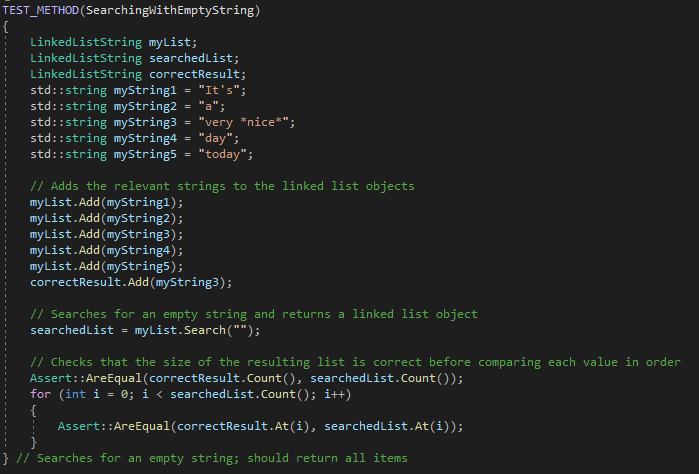 TEST_METHOD(SearchingWithEmptyString)
{
    LinkedListString myList;
    LinkedListString searchedList;
    LinkedListString correctResult;
    std::string myString1 = "It's";
    std::string myString2 = "a";
    std::string myString3 = "very *nice*";
    std::string myString4 = "day";
    std::string myString5 = "today";

    // Adds the relevant strings to the linked list objects
    myList.Add(myString1);
    myList.Add(myString2);
    myList.Add(myString3);
    myList.Add(myString4);
    myList.Add(myString5);
    correctResult.Add(myString3);

    // Searches for an empty string and returns a linked list object
    searchedList = myList.Search("");

    // Checks that the size of the resulting list is correct before comparing each value in order
    Assert::AreEqual(correctResult.Count(), searchedList.Count());
    for (int i = 0; i < searchedList.Count(); i++)
    {
        Assert::AreEqual(correctResult.At(i), searchedList.At(i));
    }
} // Searches for an empty string; should return all items